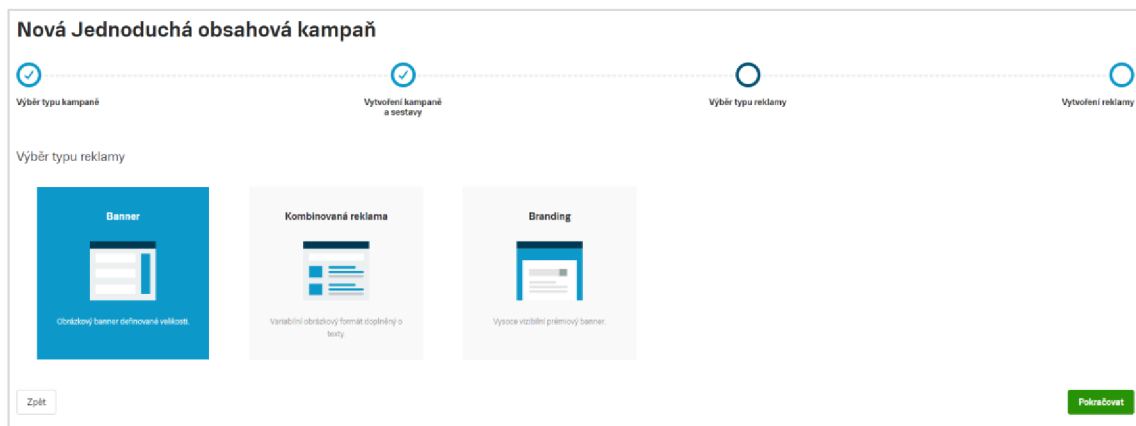 Nová Jednoduchá obsahová kampaň
Výběr typu kampaně
Vytvoření kampaně
a sestavy
Výběr typu reklamy
Vytvoření reklamy
Výběr typu reklamy
Banner
Obrázkový banner definované velikosti.
Kombinovaná reklama
Variabilní obrázkový formát doplněný o
texty.
Branding
Vysoce vizibilní prémiový banner.
Zpět
Pokračovat